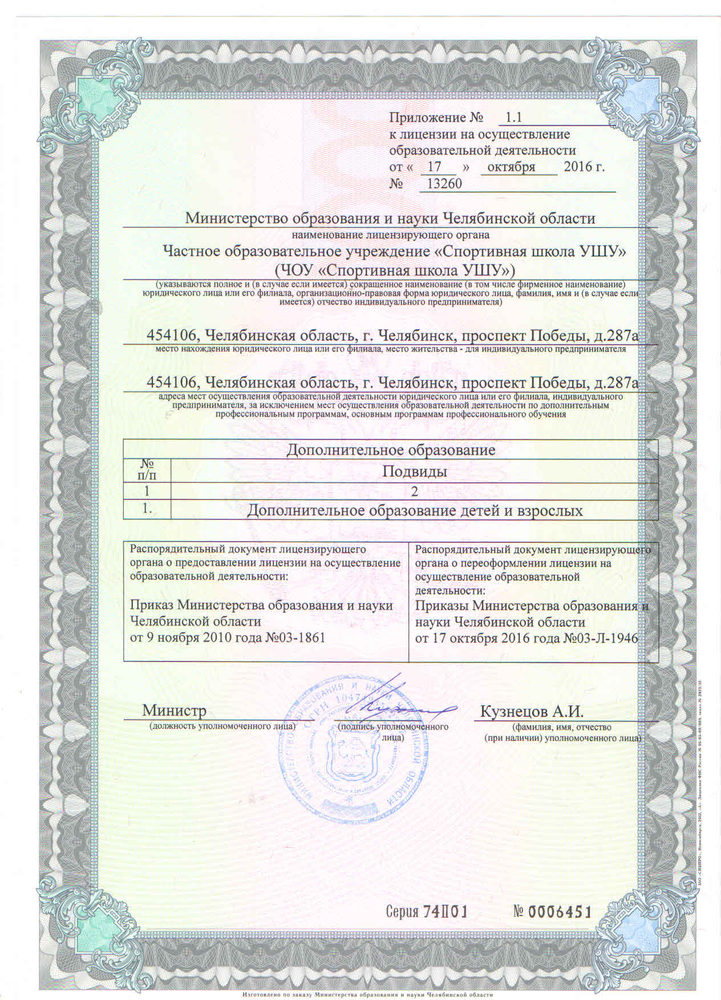 Приложение № 1.1
к лицензии на осуществление
образовательной деятельности
от « 17 » октября 2016 г.
№ 13260
Министерство образования и науки Челябинской области
наименование лицензирующего органа
Частное образовательное учреждение «Спортивная школа УШУ»
(ЧОУ «Спортивная школа УШУ»)
(указываются полное и (в случае если имеется) сокращенное наименование (в том числе фирменное наименование)
юридического лица или его филиала, организационно-правовая форма юридического лица, фамилия, имя и (в случае если
имеется) отчество индивидуального предпринимателя)
454106, Челябинская область, г. Челябинск, проспект Победы, д.287а
место нахождения юридического лица или его филиала, место жительства - для индивидуального предпринимателя
454106, Челябинская область, г. Челябинск, проспект Победы, д.287а
адреса мест осуществления образовательной деятельности юридического лица или его филиала, индивидуального
предпринимателя, за исключением мест осуществления образовательной деятельности по дополнительным
профессиональным программам, основным программам профессионального обучения
Дополнительное образование
№
п/п
Подвиды
1 2
1. Дополнительное образование детей и взрослых
Распорядительный документ лицензирующего
органа о предоставлении лицензии на осуществление
образовательной деятельности:
Приказ Министерства образования и науки
Челябинской области
от 9 ноября 2010 года №03-1861
Распорядительный документ лицензирующего
органа о переоформлении лицензии на
осуществление образовательной
деятельности:
Приказы Министерства образования и
науки Челябинской области
от 17 октября 2016 года №03-Л-1946
Министр
(должность уполномоченного лица)
(подпись уполномоченного
лица)
Кузнецов А.И.
(фамилия, имя, отчество
(при наличии) уполномоченного лица)
МИНИСТЕРСТВО ОБРАЗОВАНИЯ И НАУКИ ЧЕЛЯБИНСКОЙ ОБЛАСТИ
ОГРН
Серия 74П01 № 0006451
Изготовлено по заказу Министерства образования и науки Челябинской области
ЗАО «СИБПРО», Новосибирск, 2012, «А». Лицензия ФНС России № 05-05-09/008, заказ № 3923/12